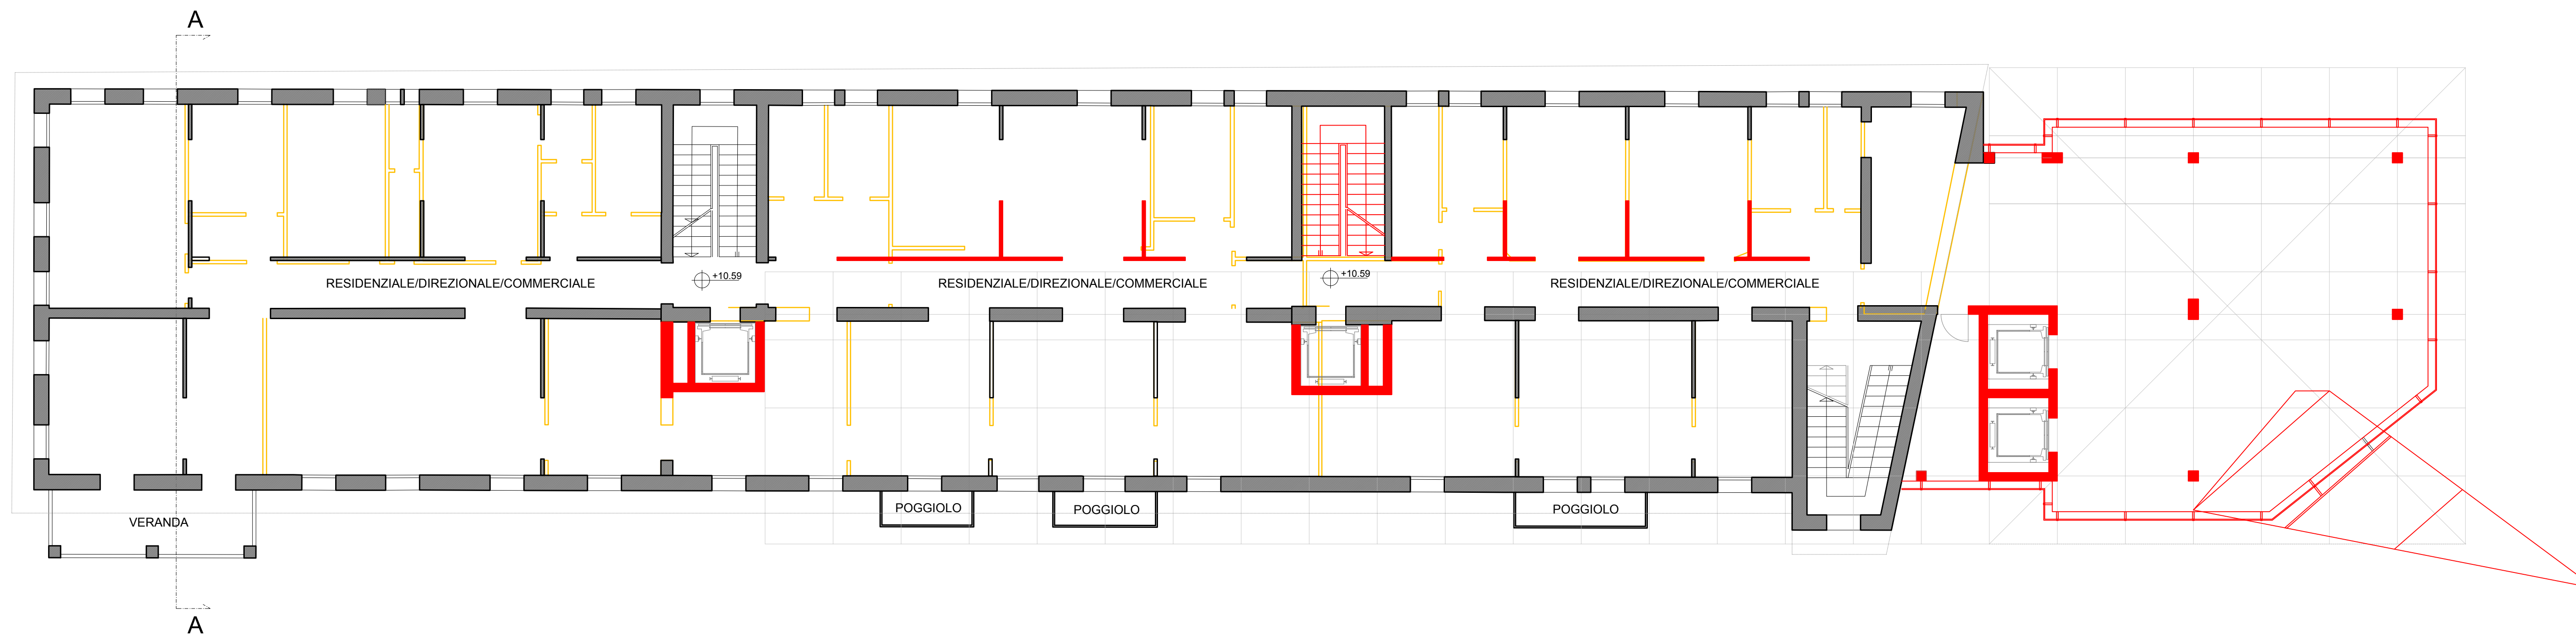 A
RESIDENZIALE/DIREZIONALE/COMMERCIALE
+10.59
RESIDENZIALE/DIREZIONALE/COMMERCIALE
+10.59
RESIDENZIALE/DIREZIONALE/COMMERCIALE
VERANDA
POGGIOLO
POGGIOLO
POGGIOLO
A